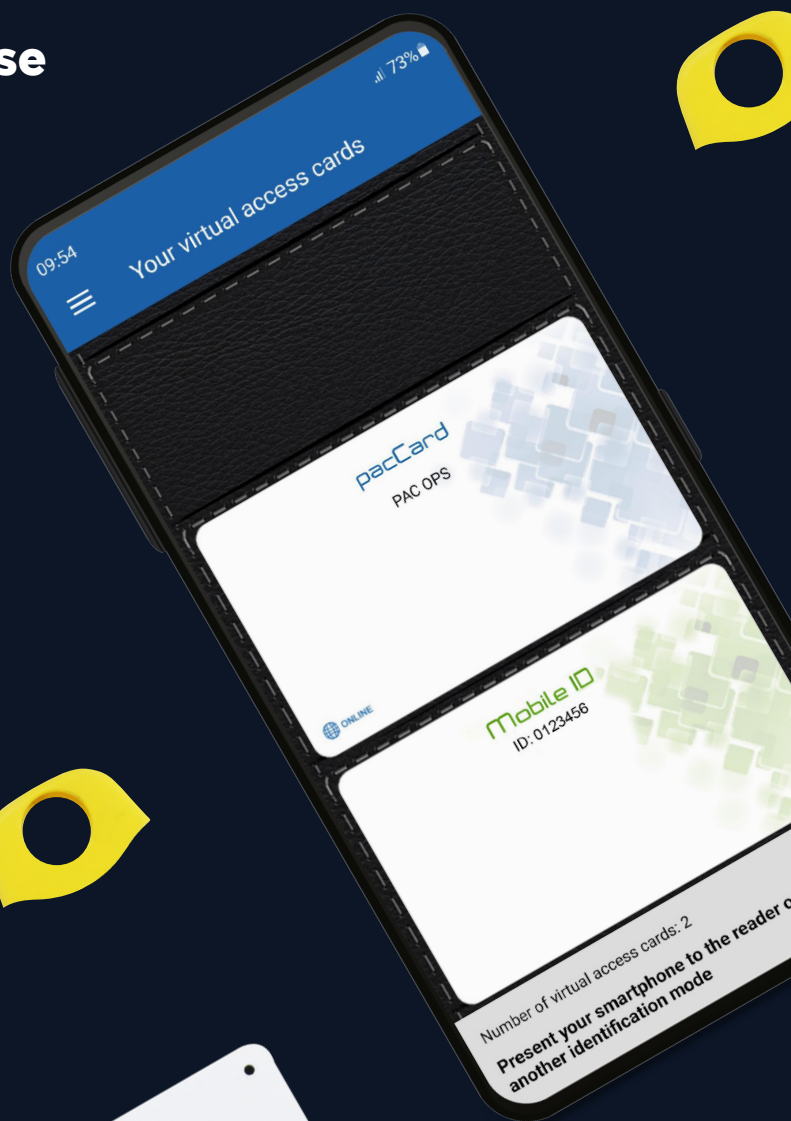 se
73%
09:54
Your virtual access cards
pacCard
PAC OPS
ONLINE
Mobile ID
ID: 0123456
Number of virtual access cards: 2
Present your smartphone to the reader
another identification mode